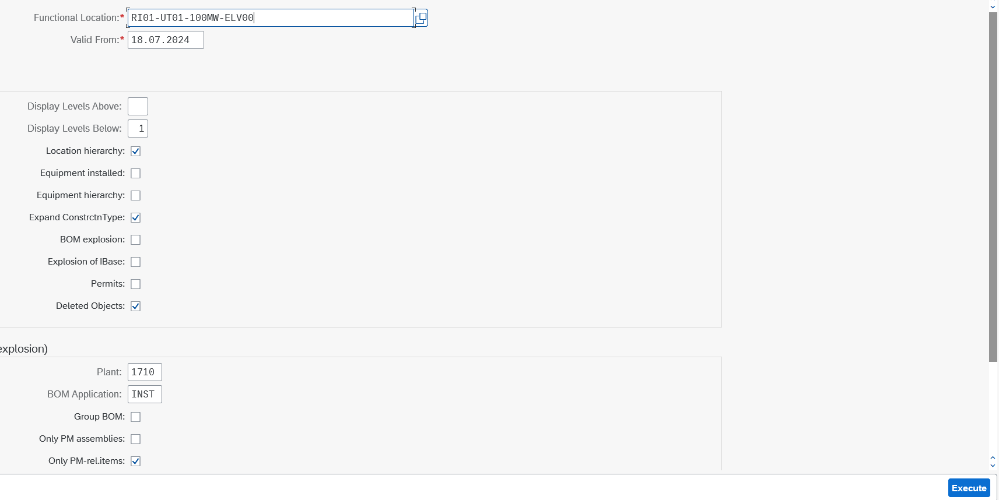 Functional Location:* RI01-UT01-100MW-ELV00
Valid From:* 18.07.2024
Display Levels Above:
Display Levels Below: 1
Location hierarchy:
Equipment installed:
Equipment hierarchy:
Expand ConstrctnType:
BOM explosion:
Explosion of IBase:
Permits:
Deleted Objects:
explosion)
Plant: 1710
BOM Application: INST
Group BOM:
Only PM assemblies:
Only PM-rel.items:
Execute